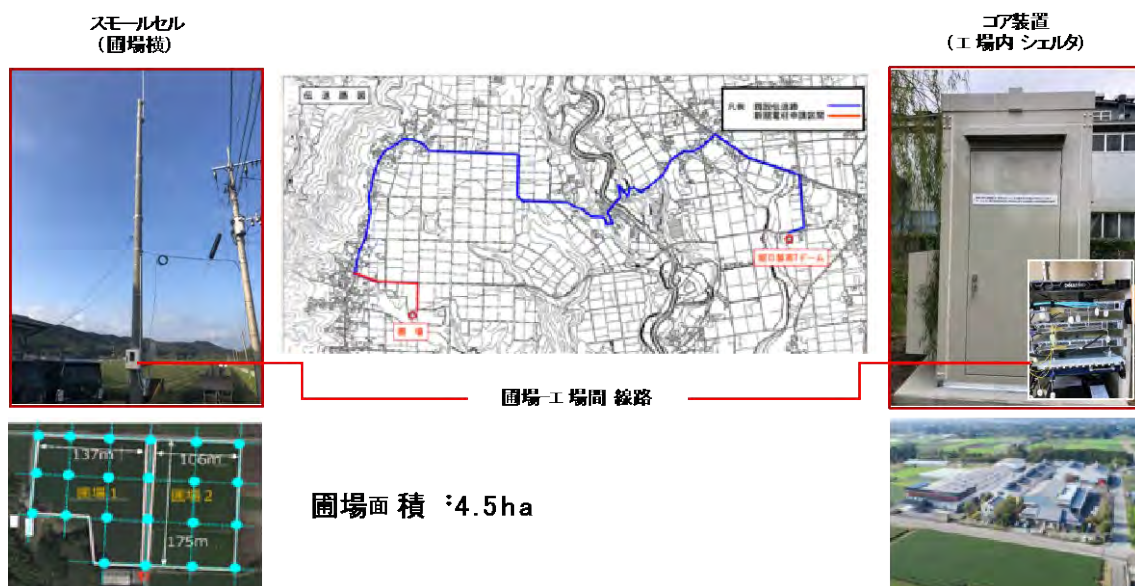 スモールセル
(圃場横)
コア装置
(工場内 シェルタ)
伝送路図
凡例 既設伝送線
新設電柱申請区間
圃場
圃場-工場間 線路
137m
106m
圃場1
圃場2
175m
圃場面積 :4.5ha